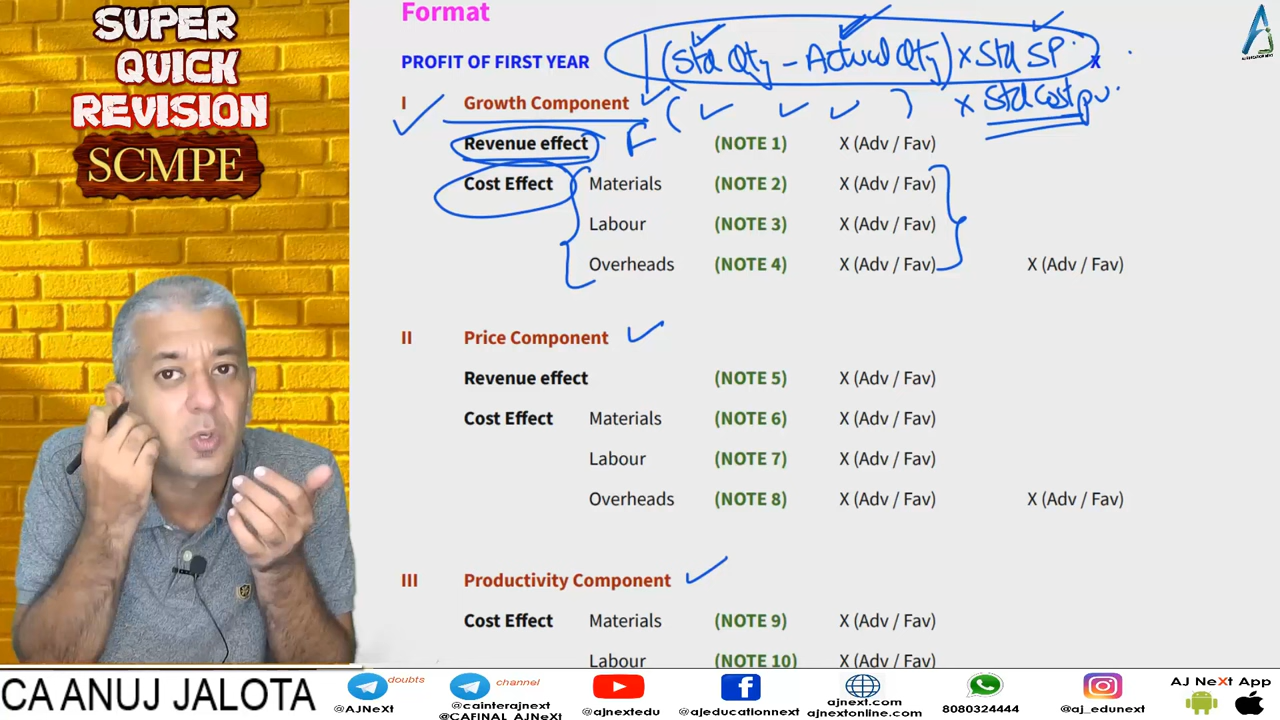 SUPER
QUICK
REVISION
SCMPE
Format
PROFIT OF FIRST YEAR (Std Qty - Actual Qty) x Std SP x
I Growth Component ( ) x Std Cost pu.
Revenue effect F (NOTE 1) X (Adv / Fav)
Cost Effect Materials (NOTE 2) X (Adv / Fav)
Labour (NOTE 3) X (Adv / Fav)
Overheads (NOTE 4) X (Adv / Fav) X (Adv / Fav)
II Price Component
Revenue effect (NOTE 5) X (Adv / Fav)
Cost Effect Materials (NOTE 6) X (Adv / Fav)
Labour (NOTE 7) X (Adv / Fav)
Overheads (NOTE 8) X (Adv / Fav) X (Adv / Fav)
III Productivity Component
Cost Effect Materials (NOTE 9) X (Adv / Fav)
Labour (NOTE 10) X (Adv / Fav)
CA ANUJ JALOTA
doubts
@AJNeXt
channel
@cainterajnext
@CAFINAL_AJNeXt
@ajnextedu
@ajeducationnext
ajnext.com
ajnextonline.com
8080324444
@aj_edunext
AJ NeXt App